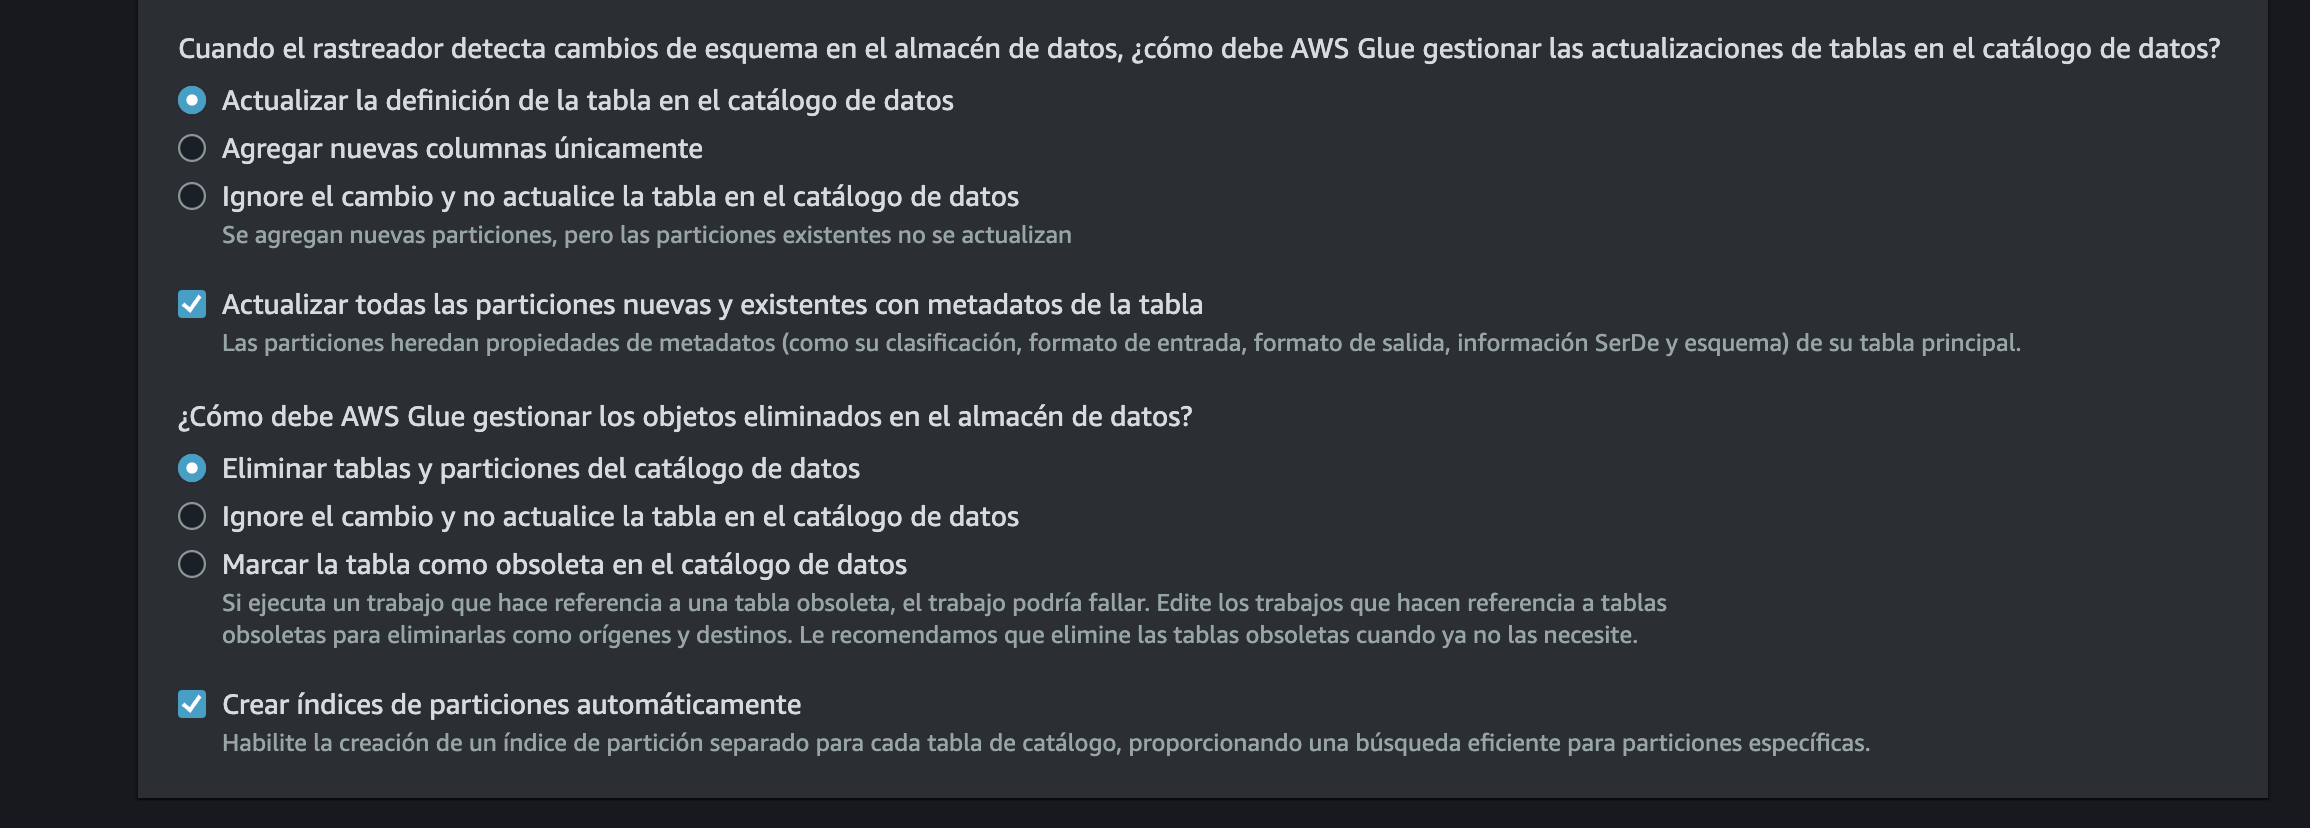 Cuando el rastreador detecta cambios de esquema en el almacén de datos, ¿cómo debe AWS Glue gestionar las actualizaciones de tablas en el catálogo de datos?
Actualizar la definición de la tabla en el catálogo de datos
Agregar nuevas columnas únicamente
Ignore el cambio y no actualice la tabla en el catálogo de datos
Se agregan nuevas particiones, pero las particiones existentes no se actualizan
Actualizar todas las particiones nuevas y existentes con metadatos de la tabla
Las particiones heredan propiedades de metadatos (como su clasificación, formato de entrada, formato de salida, información SerDe y esquema) de su tabla principal.
¿Cómo debe AWS Glue gestionar los objetos eliminados en el almacén de datos?
Eliminar tablas y particiones del catálogo de datos
Ignore el cambio y no actualice la tabla en el catálogo de datos
Marcar la tabla como obsoleta en el catálogo de datos
Si ejecuta un trabajo que hace referencia a una tabla obsoleta, el trabajo podría fallar. Edite los trabajos que hacen referencia a tablas
obsoletas para eliminarlas como orígenes y destinos. Le recomendamos que elimine las tablas obsoletas cuando ya no las necesite.
Crear índices de particiones automáticamente
Habilite la creación de un índice de partición separado para cada tabla de catálogo, proporcionando una búsqueda eficiente para particiones específicas.